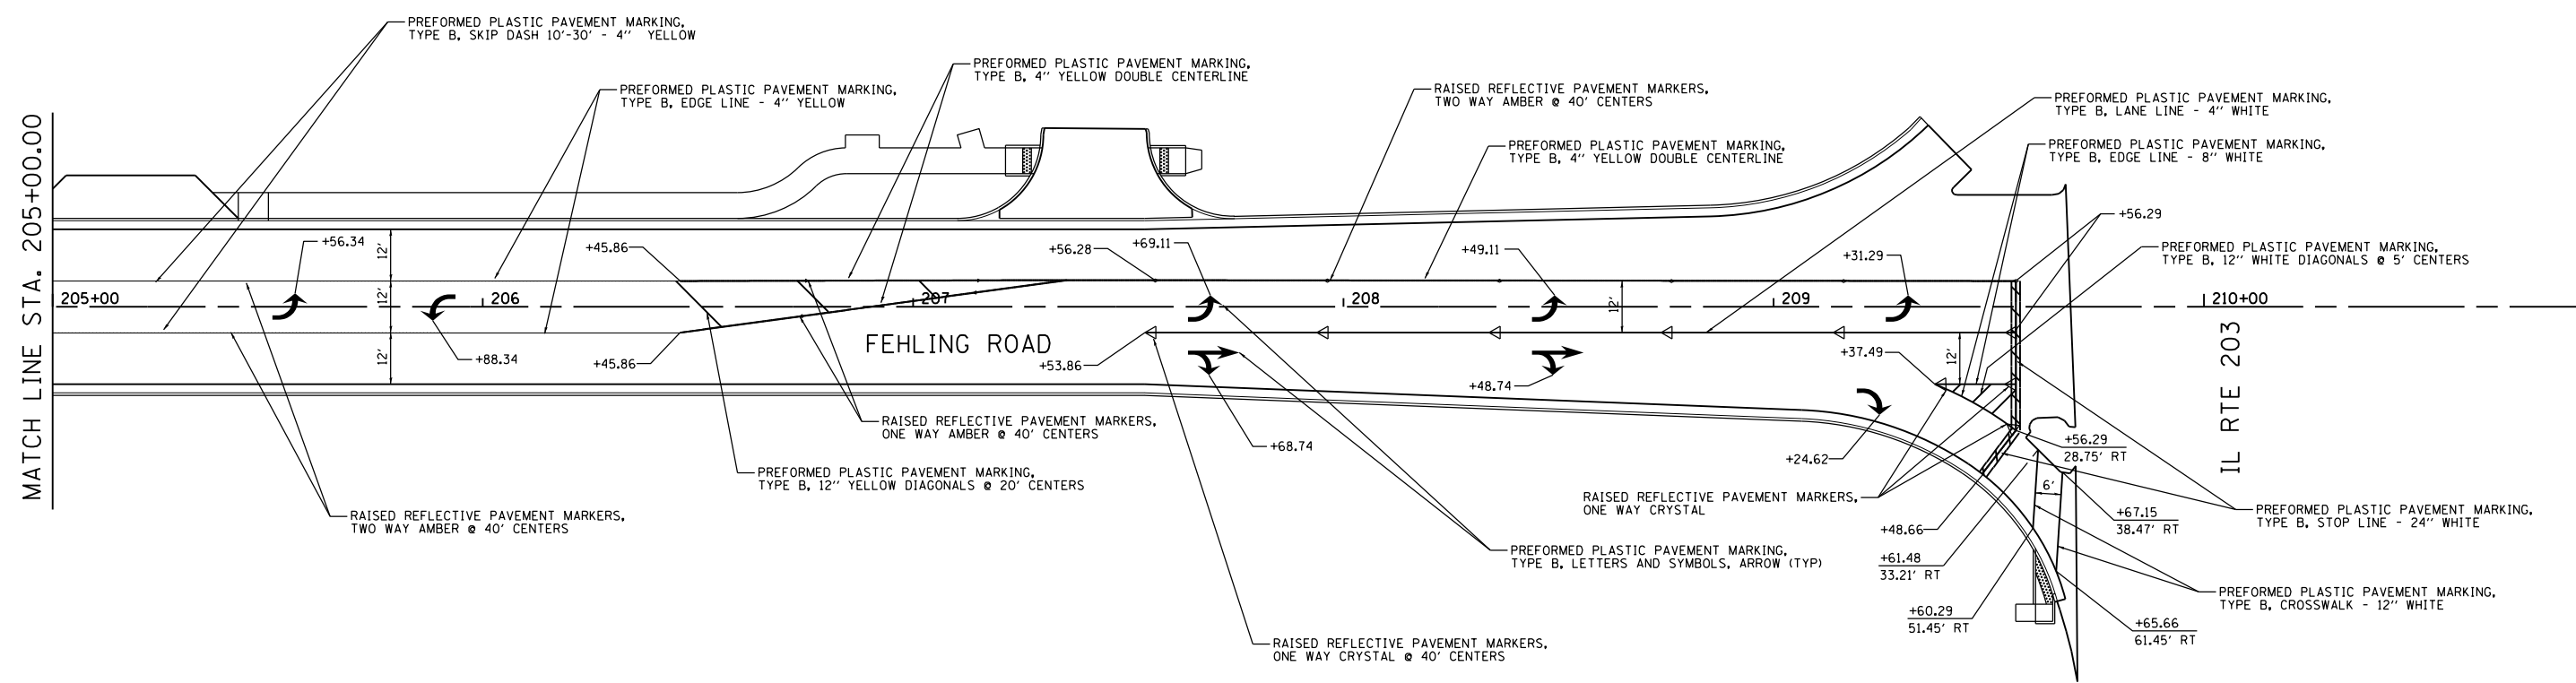 PREFORMED PLASTIC PAVEMENT MARKING,
TYPE B, SKIP DASH 10'-30' - 4" YELLOW
PREFORMED PLASTIC PAVEMENT MARKING,
TYPE B, EDGE LINE - 4" YELLOW
PREFORMED PLASTIC PAVEMENT MARKING,
TYPE B, 4" YELLOW DOUBLE CENTERLINE
RAISED REFLECTIVE PAVEMENT MARKERS,
TWO WAY AMBER @ 40' CENTERS
PREFORMED PLASTIC PAVEMENT MARKING,
TYPE B, 4" YELLOW DOUBLE CENTERLINE
PREFORMED PLASTIC PAVEMENT MARKING,
TYPE B, LANE LINE - 4" WHITE
PREFORMED PLASTIC PAVEMENT MARKING,
TYPE B, EDGE LINE - 8" WHITE
+56.29
PREFORMED PLASTIC PAVEMENT MARKING,
TYPE B, 12" WHITE DIAGONALS @ 5' CENTERS
MATCH LINE STA. 205+00.00
+56.34
12'
+45.86
+56.28
+69.11
+49.11
+31.29
205+00
12'
206
207
208
12'
209
210+00
12'
+88.34
+45.86
FEHLING ROAD
+53.86
+48.74
+37.49
12'
IL RTE 203
RAISED REFLECTIVE PAVEMENT MARKERS,
ONE WAY AMBER @ 40' CENTERS
+68.74
+24.62
+56.29
28.75' RT
PREFORMED PLASTIC PAVEMENT MARKING,
TYPE B, 12" YELLOW DIAGONALS @ 20' CENTERS
RAISED REFLECTIVE PAVEMENT MARKERS,
ONE WAY CRYSTAL
6'
RAISED REFLECTIVE PAVEMENT MARKERS,
TWO WAY AMBER @ 40' CENTERS
+48.66
+67.15
38.47' RT
PREFORMED PLASTIC PAVEMENT MARKING,
TYPE B, STOP LINE - 24" WHITE
PREFORMED PLASTIC PAVEMENT MARKING,
TYPE B, LETTERS AND SYMBOLS, ARROW (TYP)
+61.48
33.21' RT
PREFORMED PLASTIC PAVEMENT MARKING,
TYPE B, CROSSWALK - 12" WHITE
+60.29
51.45' RT
+65.66
61.45' RT
RAISED REFLECTIVE PAVEMENT MARKERS,
ONE WAY CRYSTAL @ 40' CENTERS